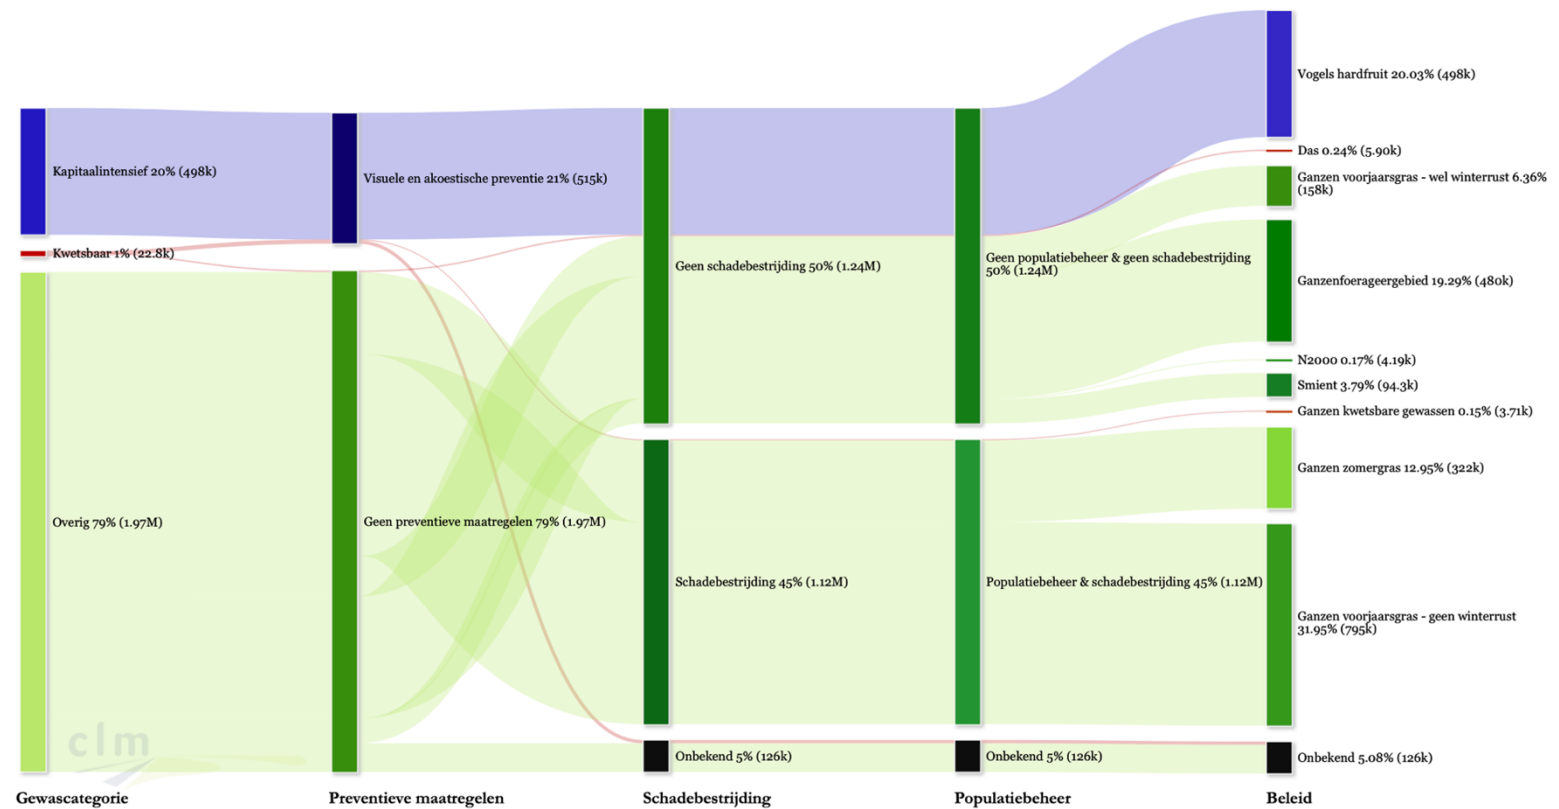 Vogels hardfruit 20.03% (498k)
Das 0.24% (5.90k)
Kapitaalintensief 20% (498k)
Visuele en akoestische preventie 21% (515k)
Ganzen voorjaarsgras - wel winterrust 6.36%
(158k)
Kwetsbaar 1% (22.8k)
Geen schadebestrijding 50% (1.24M)
Geen populatiebeheer & geen schadebestrijding
50% (1.24M)
Ganzenfoerageergebied 19.29% (480k)
N2000 0.17% (4.19k)
Smient 3.79% (94.3k)
Ganzen kwetsbare gewassen 0.15% (3.71k)
Ganzen zomergras 12.95% (322k)
Overig 79% (1.97M)
Geen preventieve maatregelen 79% (1.97M)
Schadebestrijding 45% (1.12M)
Populatiebeheer & schadebestrijding 45% (1.12M)
Ganzen voorjaarsgras - geen winterrust
31.95% (795k)
clm
Onbekend 5% (126k)
Onbekend 5% (126k)
Onbekend 5.08% (126k)
Gewascategorie
Preventieve maatregelen
Schadebestrijding
Populatiebeheer
Beleid